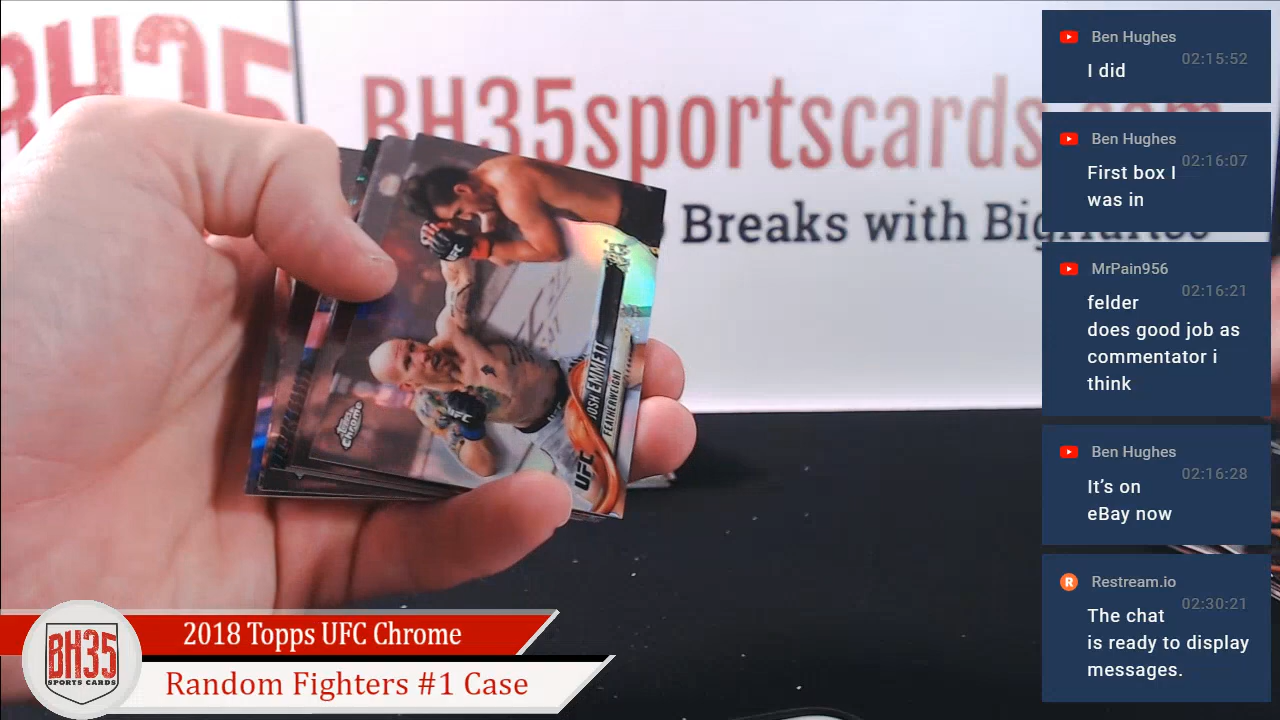 BH35
BH35sportscards.com
Breaks with
UFC
UFC
Topps
Chrome
JOSH EMMETT
FEATHERWEIGHT
UFC
BH35
SPORTS CARDS
2018 Topps UFC Chrome
Random Fighters #1 Case
Ben Hughes
02:15:52
I did
Ben Hughes
02:16:07
First box I
was in
MrPain956
02:16:21
felder
does good job as
commentator i
think
Ben Hughes
02:16:28
It’s on
eBay now
Restream.io
02:30:21
The chat
is ready to display
messages.